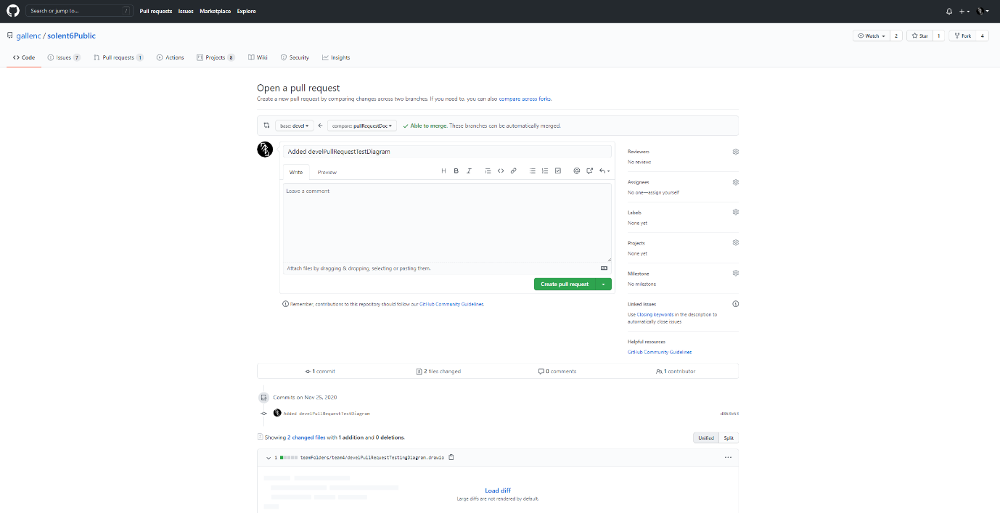 Search or jump to... / Pull requests Issues Marketplace Explore
gallenc / solent6Public Watch 2 Star 1 Fork 4
Code Issues 7 Pull requests 1 Actions Projects 8 Wiki Security Insights
Open a pull request
Create a new pull request by comparing changes across two branches. If you need to, you can also compare across forks.
base: devel compare: pullRequestDoc Able to merge. These branches can be automatically merged.
Added develPullRequestTestDiagram
Write Preview
Leave a comment
Attach files by dragging & dropping, selecting or pasting them.
Create pull request
Remember, contributions to this repository should follow our GitHub Community Guidelines.
Reviewers
No reviews
Assignees
No one—assign yourself
Labels
None yet
Projects
None yet
Milestone
No milestone
Linked issues
Use Closing keywords in the description to
automatically close issues
Helpful resources
GitHub Community Guidelines
1 commit 2 files changed 0 comments 1 contributor
Commits on Nov 25, 2020
Added develPullRequestTestDiagram d863b53
Showing 2 changed files with 1 addition and 0 deletions.
Unified Split
1 teamFolders/team4/develPullRequestTestingDiagram.drawio
Load diff
Large diffs are not rendered by default.